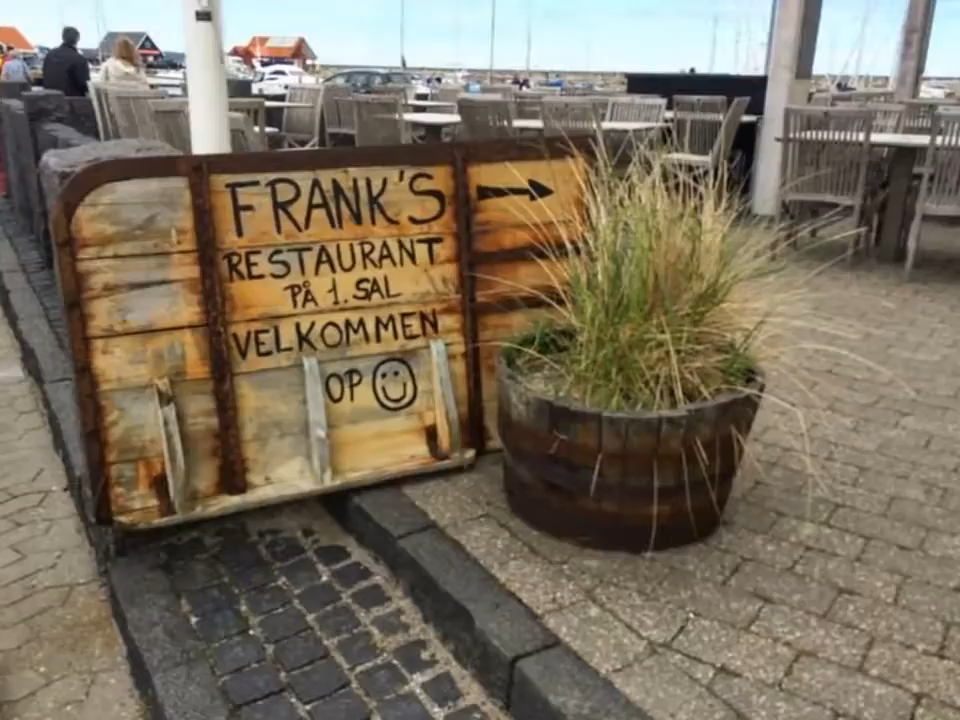 FRANK'S
RESTAURANT
PÅ 1. SAL
VELKOMMEN
OP